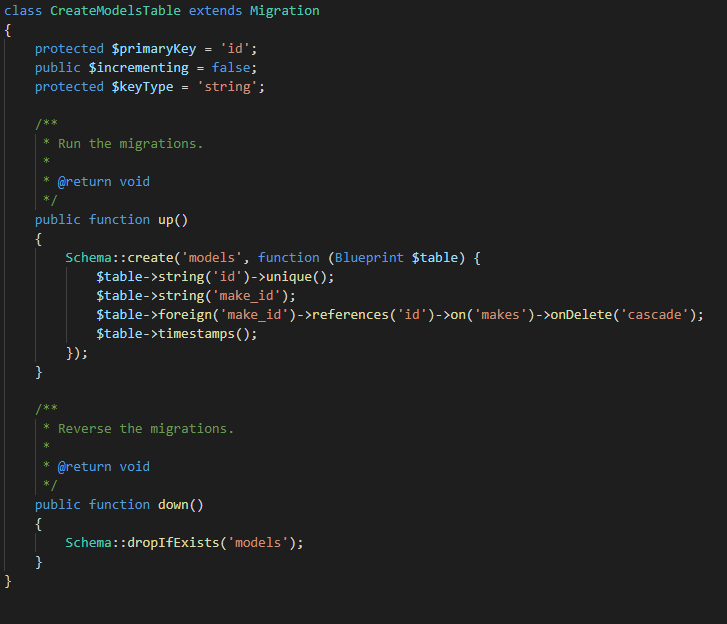 class CreateModelsTable extends Migration
{
    protected $primaryKey = 'id';
    public $incrementing = false;
    protected $keyType = 'string';

    /**
     * Run the migrations.
     *
     * @return void
     */
    public function up()
    {
        Schema::create('models', function (Blueprint $table) {
            $table->string('id')->unique();
            $table->string('make_id');
            $table->foreign('make_id')->references('id')->on('makes')->onDelete('cascade');
            $table->timestamps();
        });
    }

    /**
     * Reverse the migrations.
     *
     * @return void
     */
    public function down()
    {
        Schema::dropIfExists('models');
    }
}